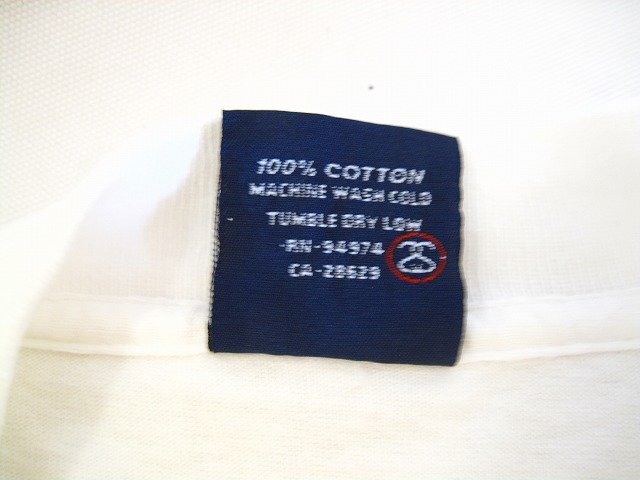 100% COTTON
MACHINE WASH COLD
TUMBLE DRY LOW
-RN-94974
CA-28629